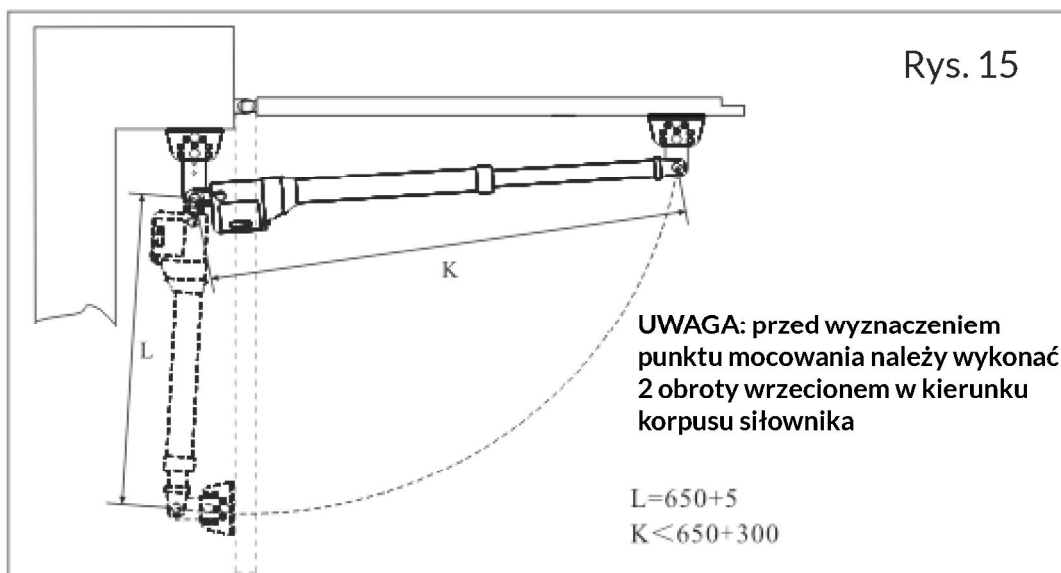 Rys. 15
K
L
UWAGA: przed wyznaczeniem
punktu mocowania należy wykonać
2 obroty wrzecionem w kierunku
korpusu siłownika
L=650+5
K<650+300